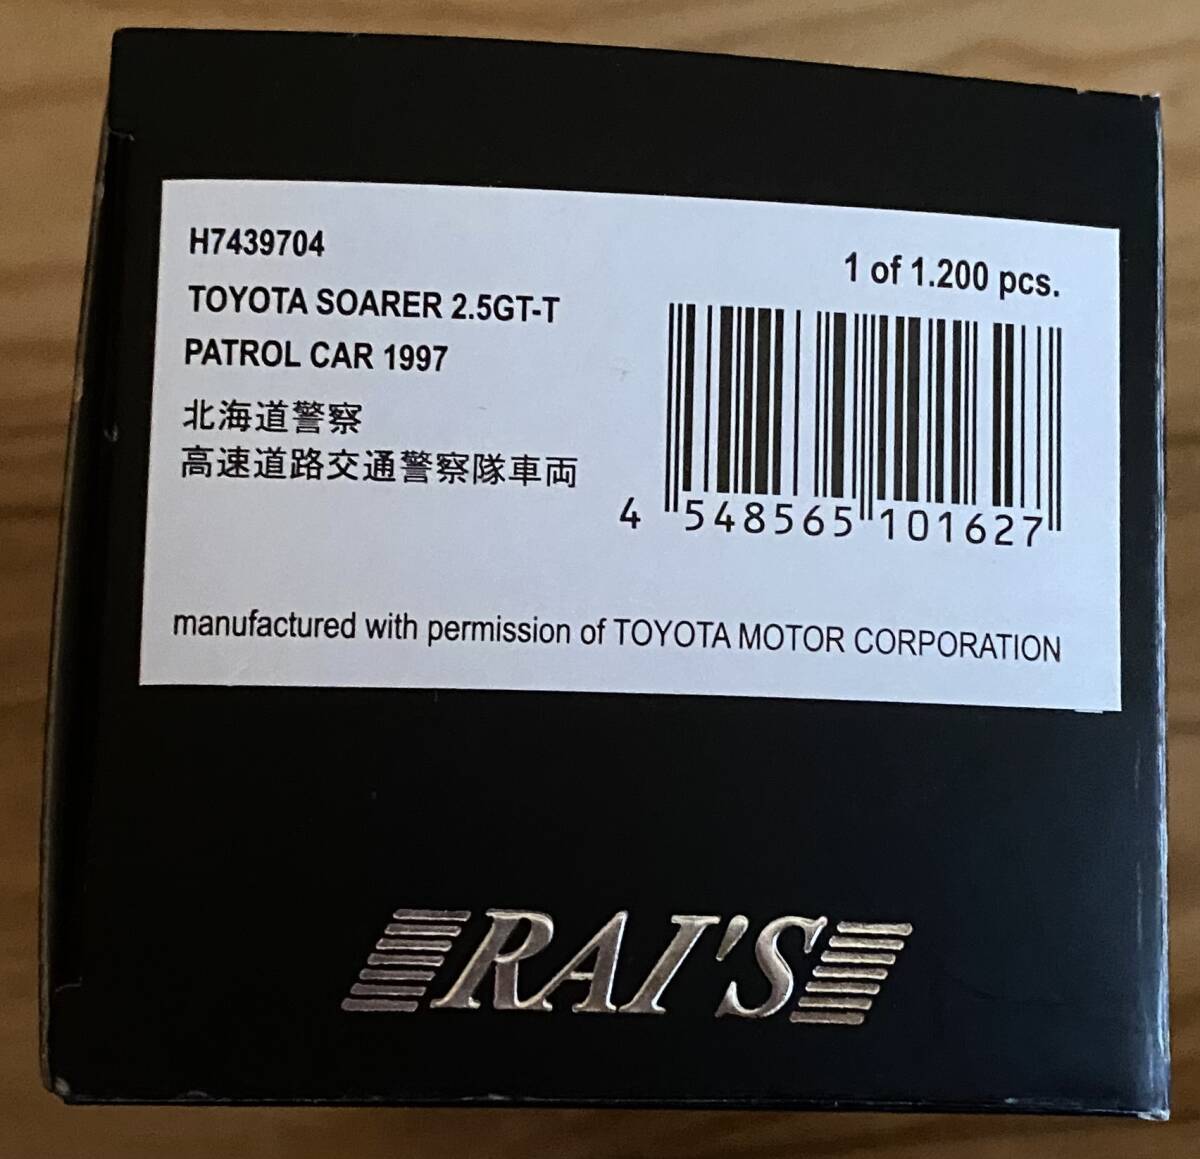 H7439704
1 of 1.200 pcs.
TOYOTA SOARER 2.5GT-T
PATROL CAR 1997
北海道警察
高速道路交通警察隊車両
4 548565 101627
manufactured with permission of TOYOTA MOTOR CORPORATION
RAI'S